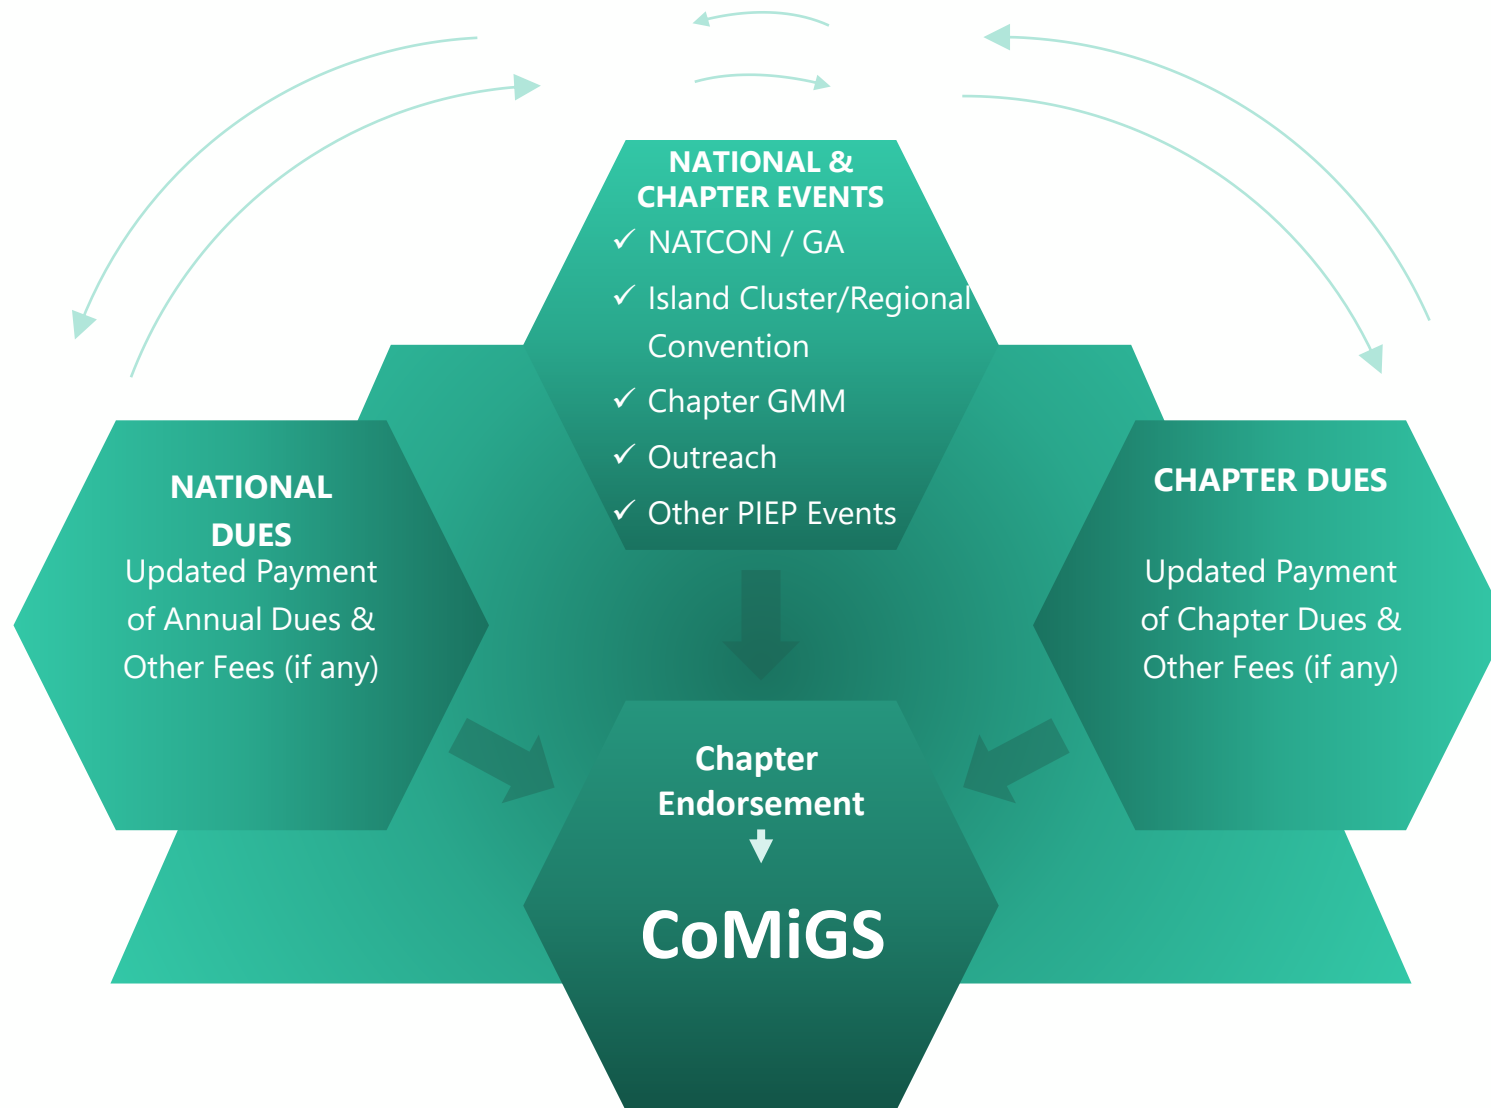 NATIONAL &
CHAPTER EVENTS
✓ NATCON / GA
✓ Island Cluster/Regional
Convention
✓ Chapter GMM
✓ Outreach
✓ Other PIEP Events
NATIONAL
DUES
Updated Payment
of Annual Dues &
Other Fees (if any)
CHAPTER DUES
Updated Payment
of Chapter Dues &
Other Fees (if any)
Chapter
Endorsement
CoMiGS